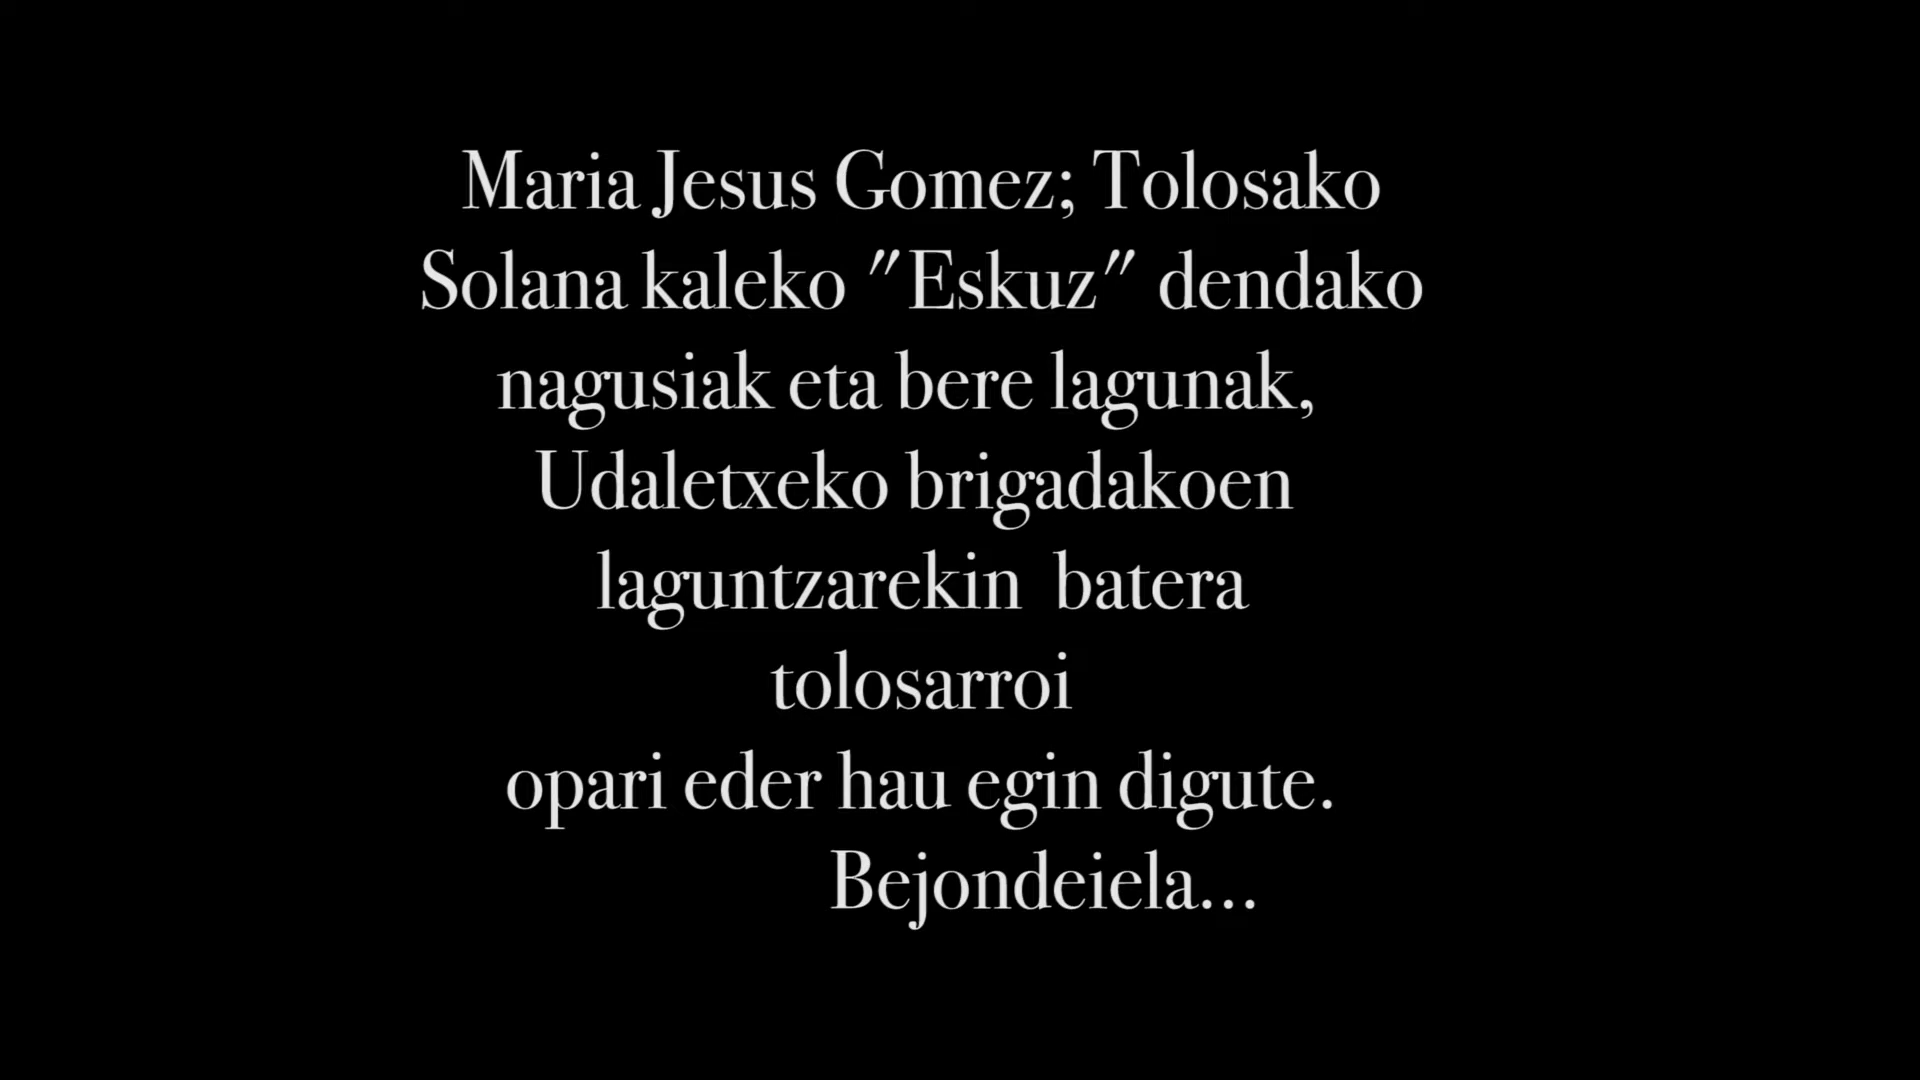 Maria Jesus Gomez; Tolosako
Solana kaleko "Eskuz" dendako
nagusiak eta bere lagunak,
Udaletxeko brigadakoen
laguntzarekin  batera
tolosarroi
opari eder hau egin digute.
Bejondeiela...